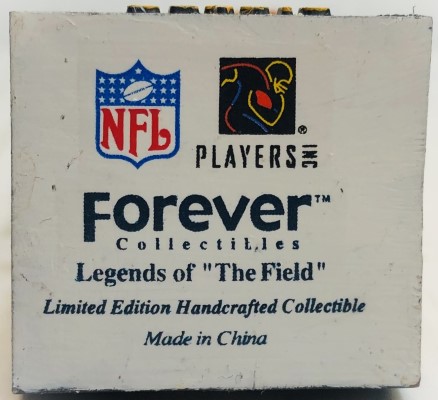 NFL
PLAYERS INC ®
Forever™
Collectibles
Legends of "The Field"
Limited Edition Handcrafted Collectible
Made in China